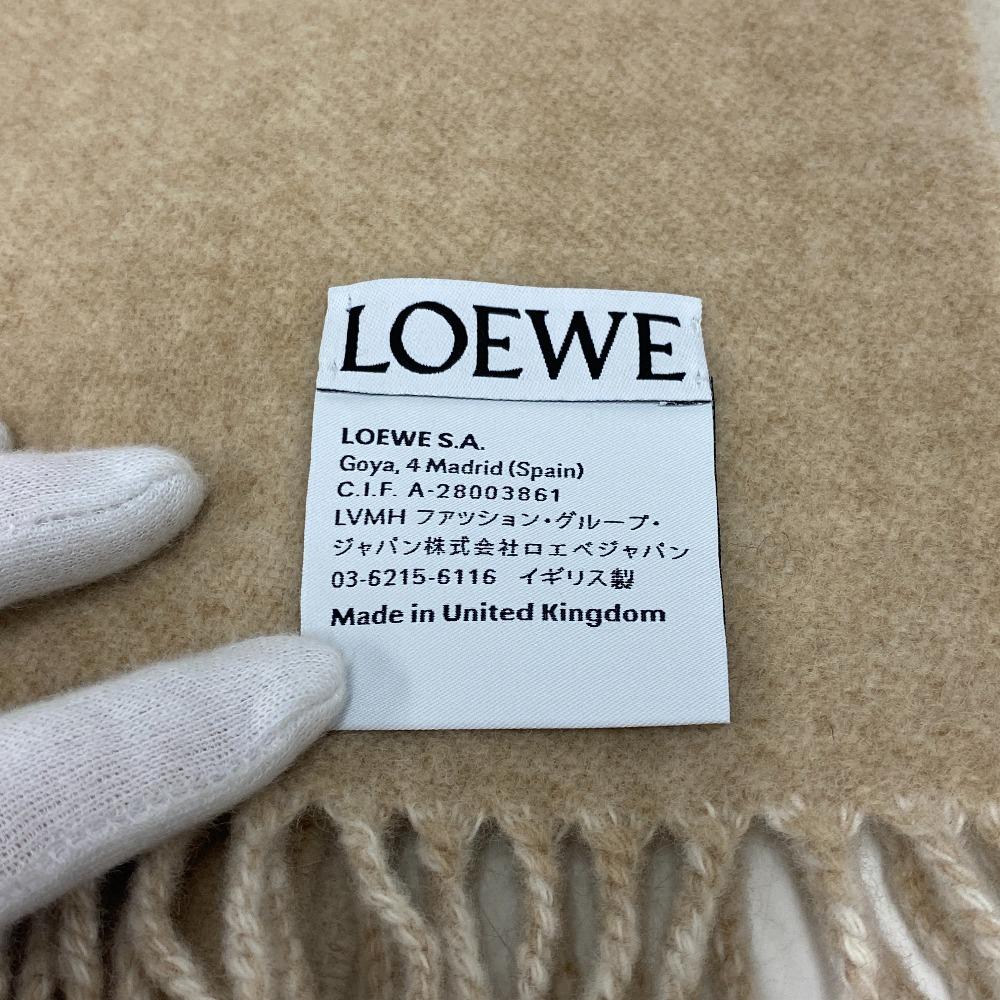 LOEWE
LOEWE S.A.
Goya, 4 Madrid (Spain)
C.I.F. A-28003861
LVMH ファッション・グループ・
ジャパン株式会社ロエベジャパン
03-6215-6116 イギリス製
Made in United Kingdom